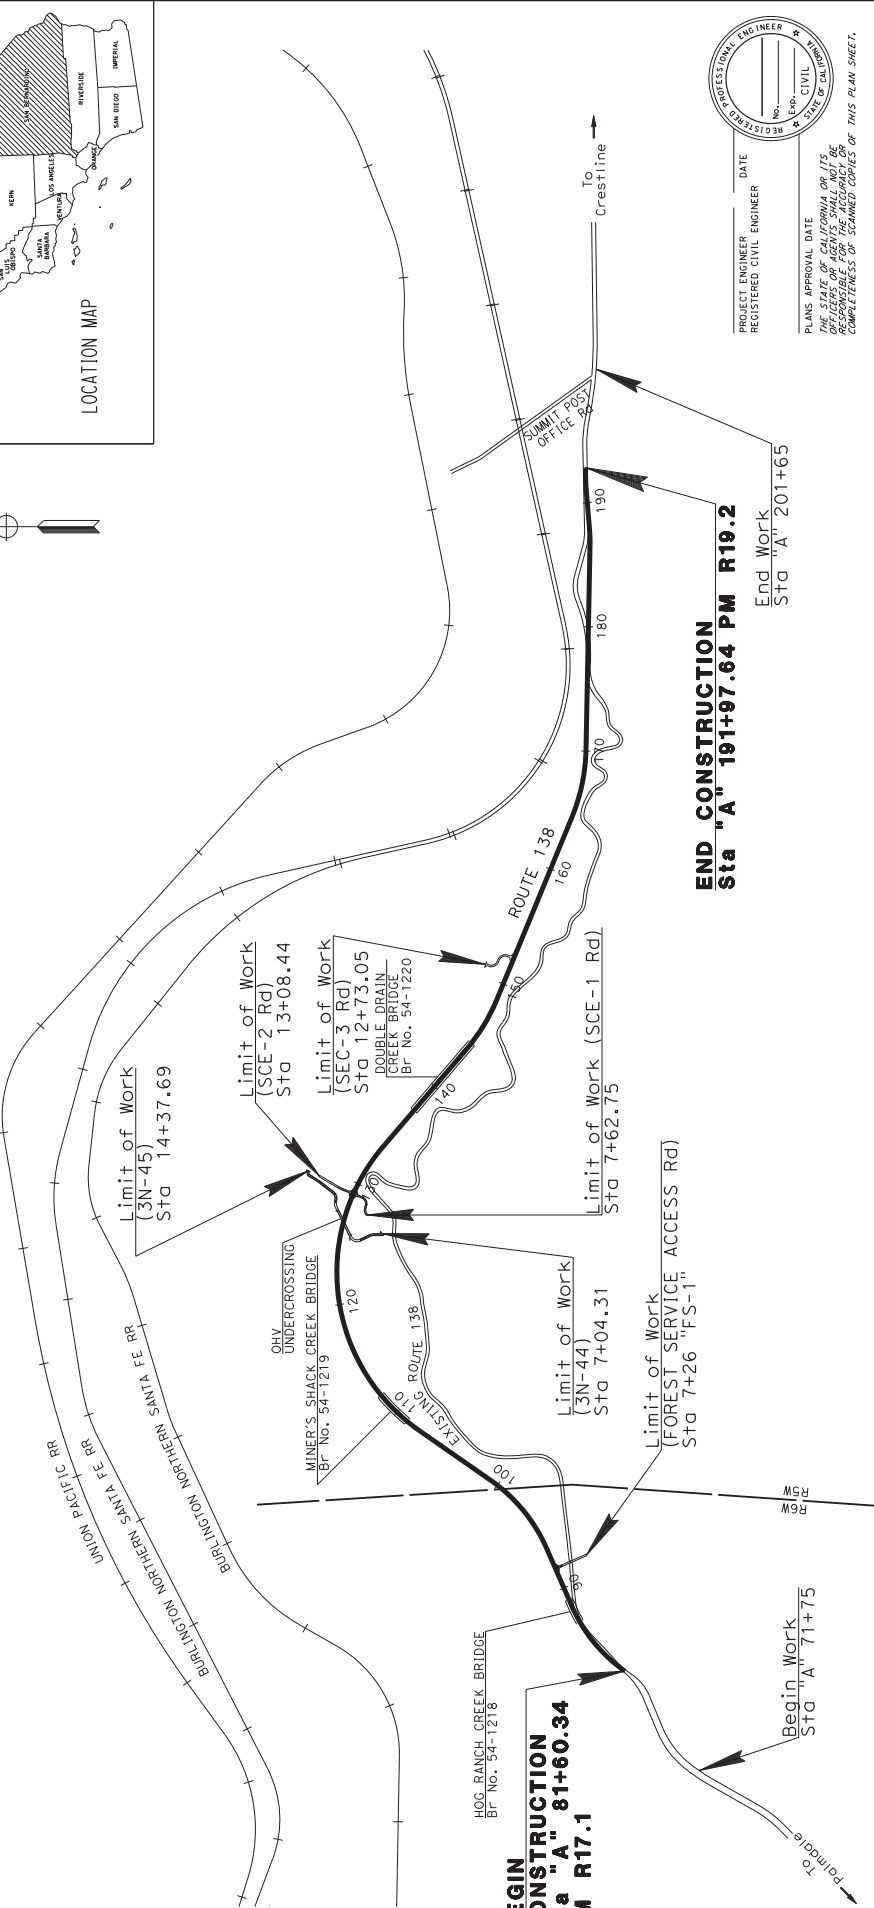 SAN BERNARDINO
RIVERSIDE
IMPERIAL
SAN DIEGO
ORANGE
KERN
LOS ANGELES
VENTURA
SANTA
BARBARA
SAN
LUIS
OBISPO
LOCATION MAP
REGISTERED PROFESSIONAL ENGINEER
No.
Exp.
CIVIL
STATE OF CALIFORNIA
PROJECT ENGINEER DATE
REGISTERED CIVIL ENGINEER
PLANS APPROVAL DATE
THE STATE OF CALIFORNIA OR ITS
OFFICERS OR AGENTS SHALL NOT BE
RESPONSIBLE FOR THE ACCURACY OR
COMPLETENESS OF SCANNED COPIES OF THIS PLAN SHEET.
To
Crestline
SUMMIT POST
OFFICE Rd
End Work
Sta "A" 201+65
END CONSTRUCTION
Sta "A" 191+97.64 PM R19.2
190
180
170
160
150
140
130
120
110
100
90
ROUTE 138
Limit of Work
(3N-45)
Sta 14+37.69
Limit of Work
(SCE-2 Rd)
Sta 13+08.44
Limit of Work
(SEC-3 Rd)
Sta 12+73.05
DOUBLE DRAIN
CREEK BRIDGE
Br No. 54-1220
Limit of Work (SCE-1 Rd)
Sta 7+62.75
OHV
UNDERCROSSING
MINER'S SHACK CREEK BRIDGE
Br No. 54-1219
EXISTING ROUTE 138
Limit of Work
(3N-44)
Sta 7+04.31
Limit of Work
(FOREST SERVICE ACCESS Rd)
Sta 7+26 "FS-1"
UNION PACIFIC RR
BURLINGTON NORTHERN SANTA FE RR
BURLINGTON NORTHERN SANTA FE RR
R5W
R6W
HOG RANCH CREEK BRIDGE
Br No. 54-1218
EGIN
ONSTRUCTION
a "A" 81+60.34
M R17.1
Begin Work
Sta "A" 71+75
To
Palmdale